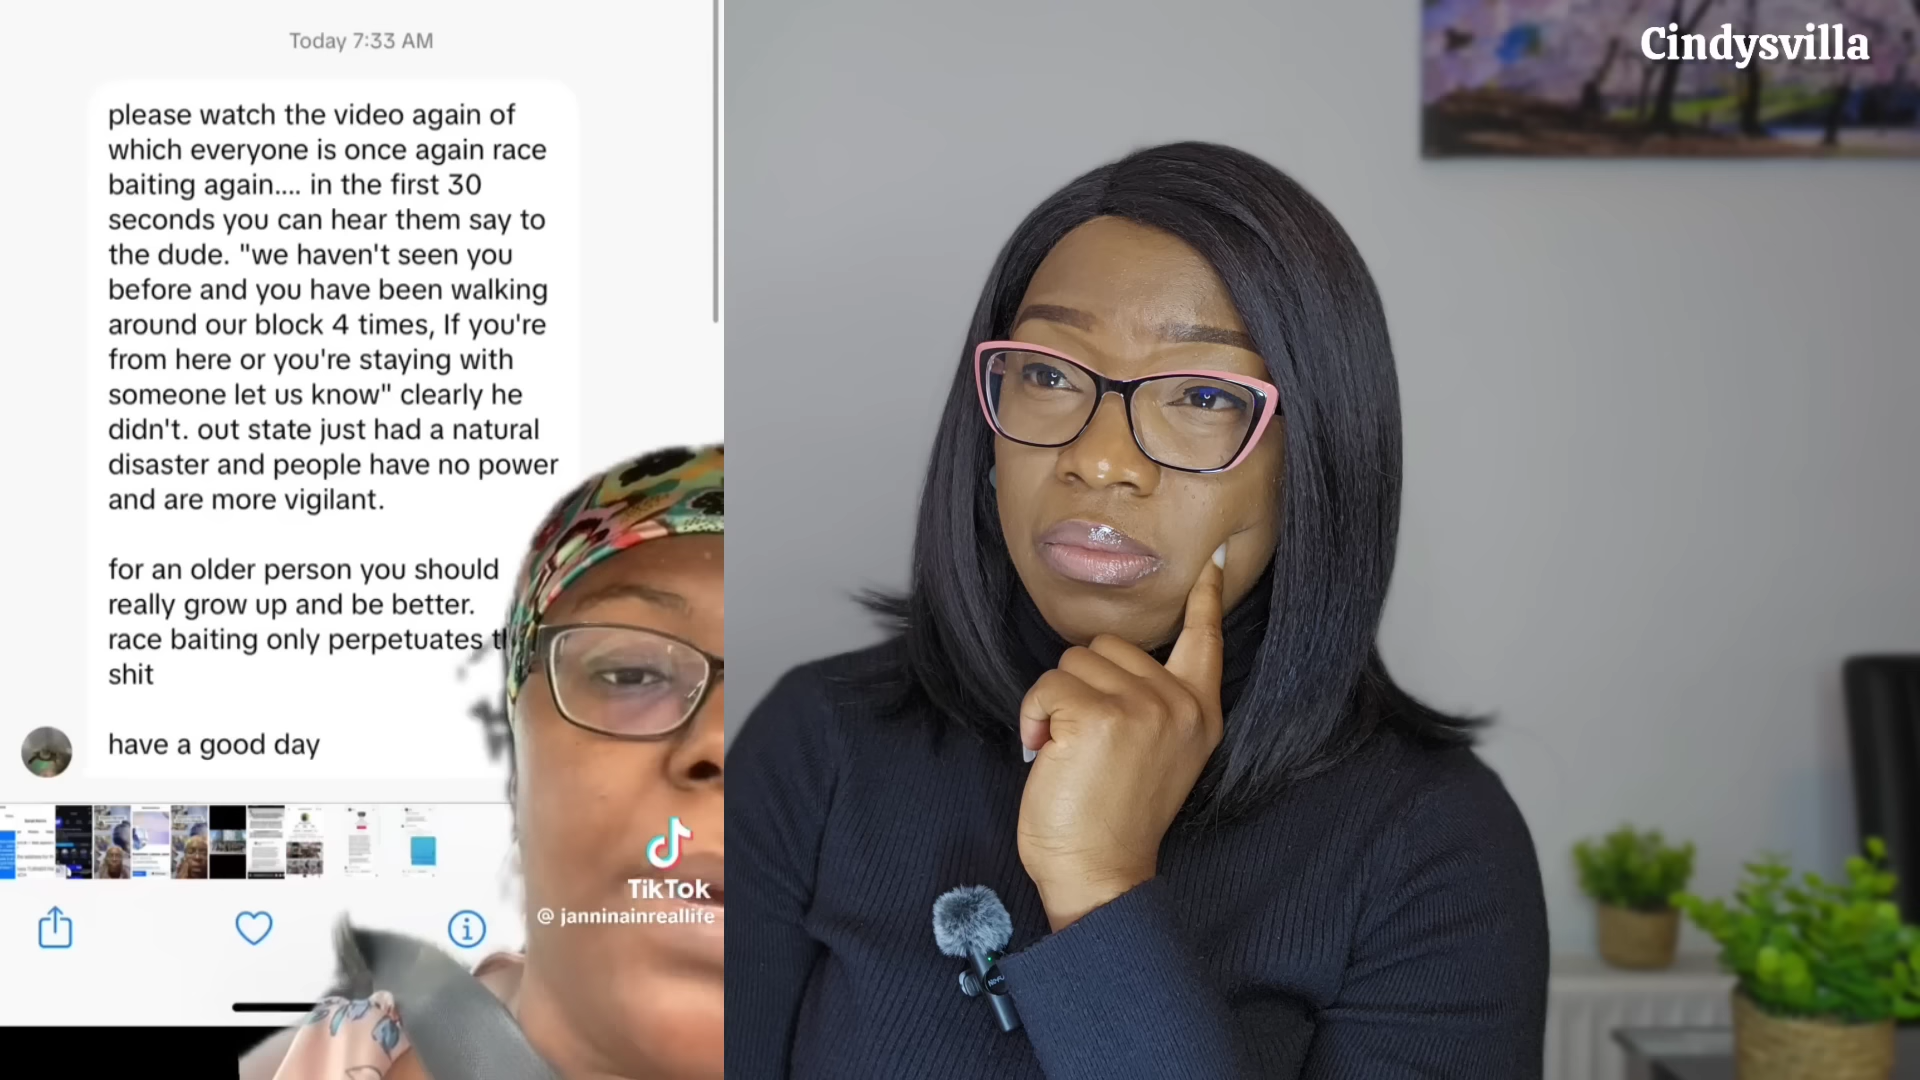 Today 7:33 AM
please watch the video again of
which everyone is once again race
baiting again.... in the first 30
seconds you can hear them say to
the dude. "we haven't seen you
before and you have been walking
around our block 4 times, If you're
from here or you're staying with
someone let us know" clearly he
didn't. out state just had a natural
disaster and people have no power
and are more vigilant.
for an older person you should
really grow up and be better.
race baiting only perpetuates
shit
have a good day
TikTok
@ janninainreallife
Cindysvilla